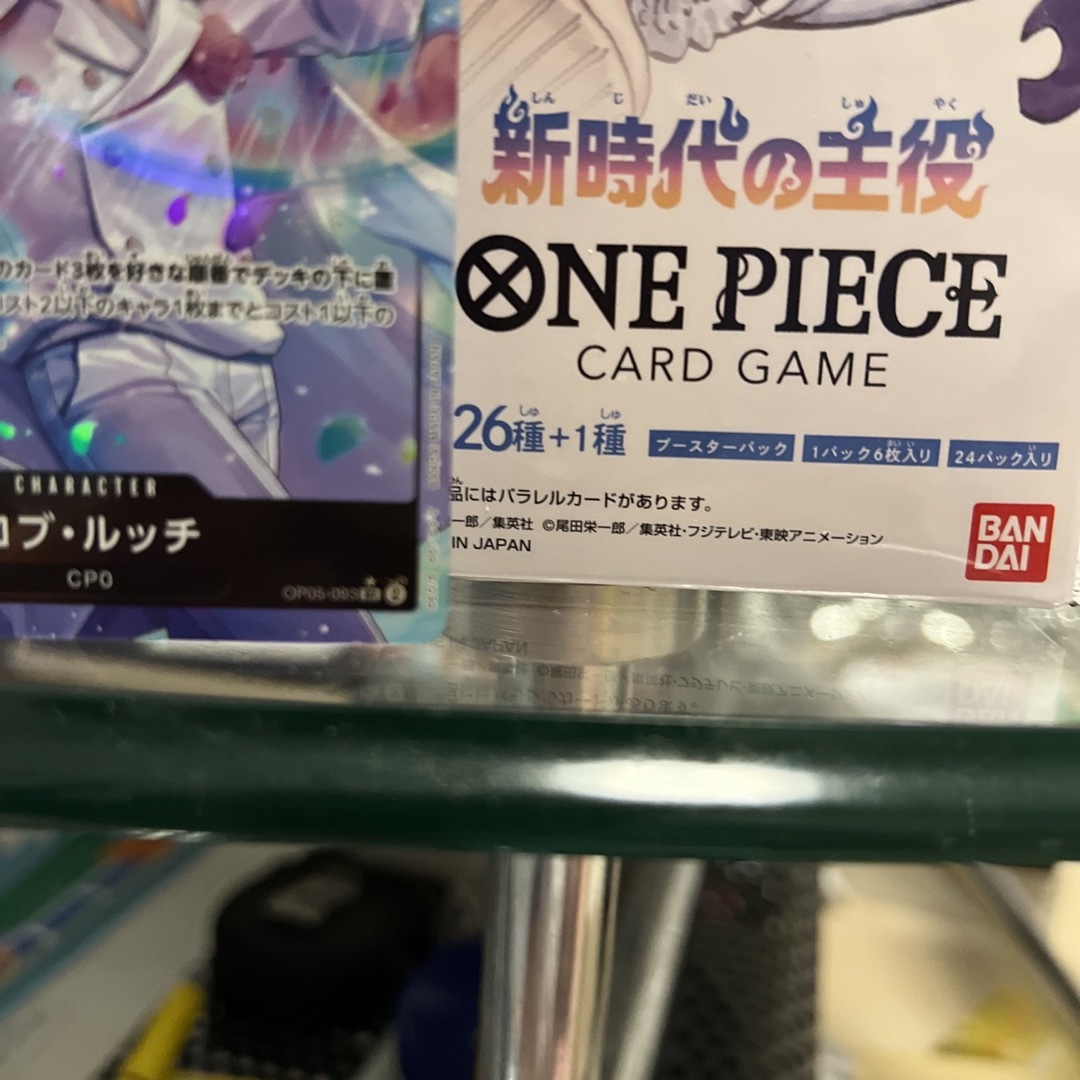 のカード3枚を好きな順番でデッキの下に置
コスト2以下のキャラ1枚までとコスト1以下の
CHARACTER
ロブ・ルッチ
CP0
OP05-093 SR 2
しん じ だい しゅ やく
新時代の主役
ONE PIECE
CARD GAME
しゅ しゅ
26種+1種
ブースターパック
1パック6枚入り
24パック入り
品にはパラレルカードがあります。
一郎/集英社 ©尾田栄一郎/集英社・フジテレビ・東映アニメーション
IN JAPAN
BAN
DAI